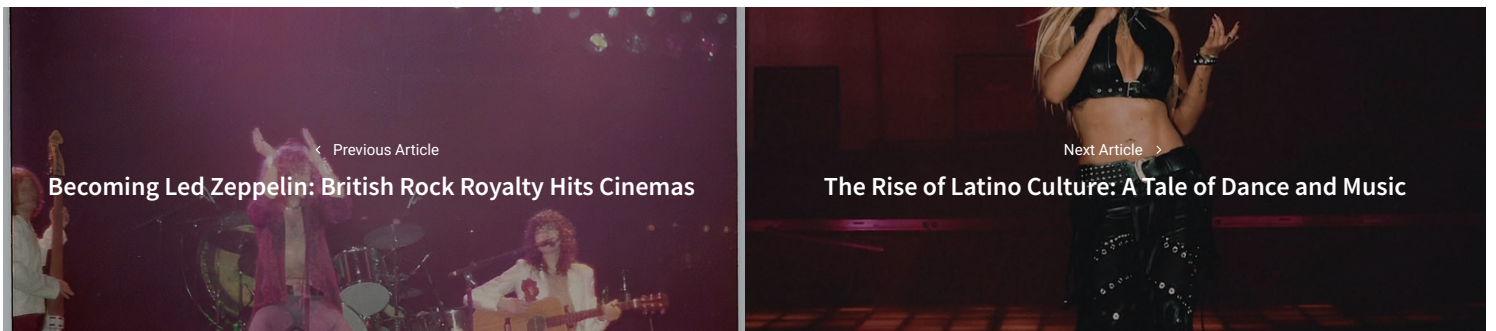 Previous Article
Becoming Led Zeppelin: British Rock Royalty Hits Cinemas
Next Article
The Rise of Latino Culture: A Tale of Dance and Music